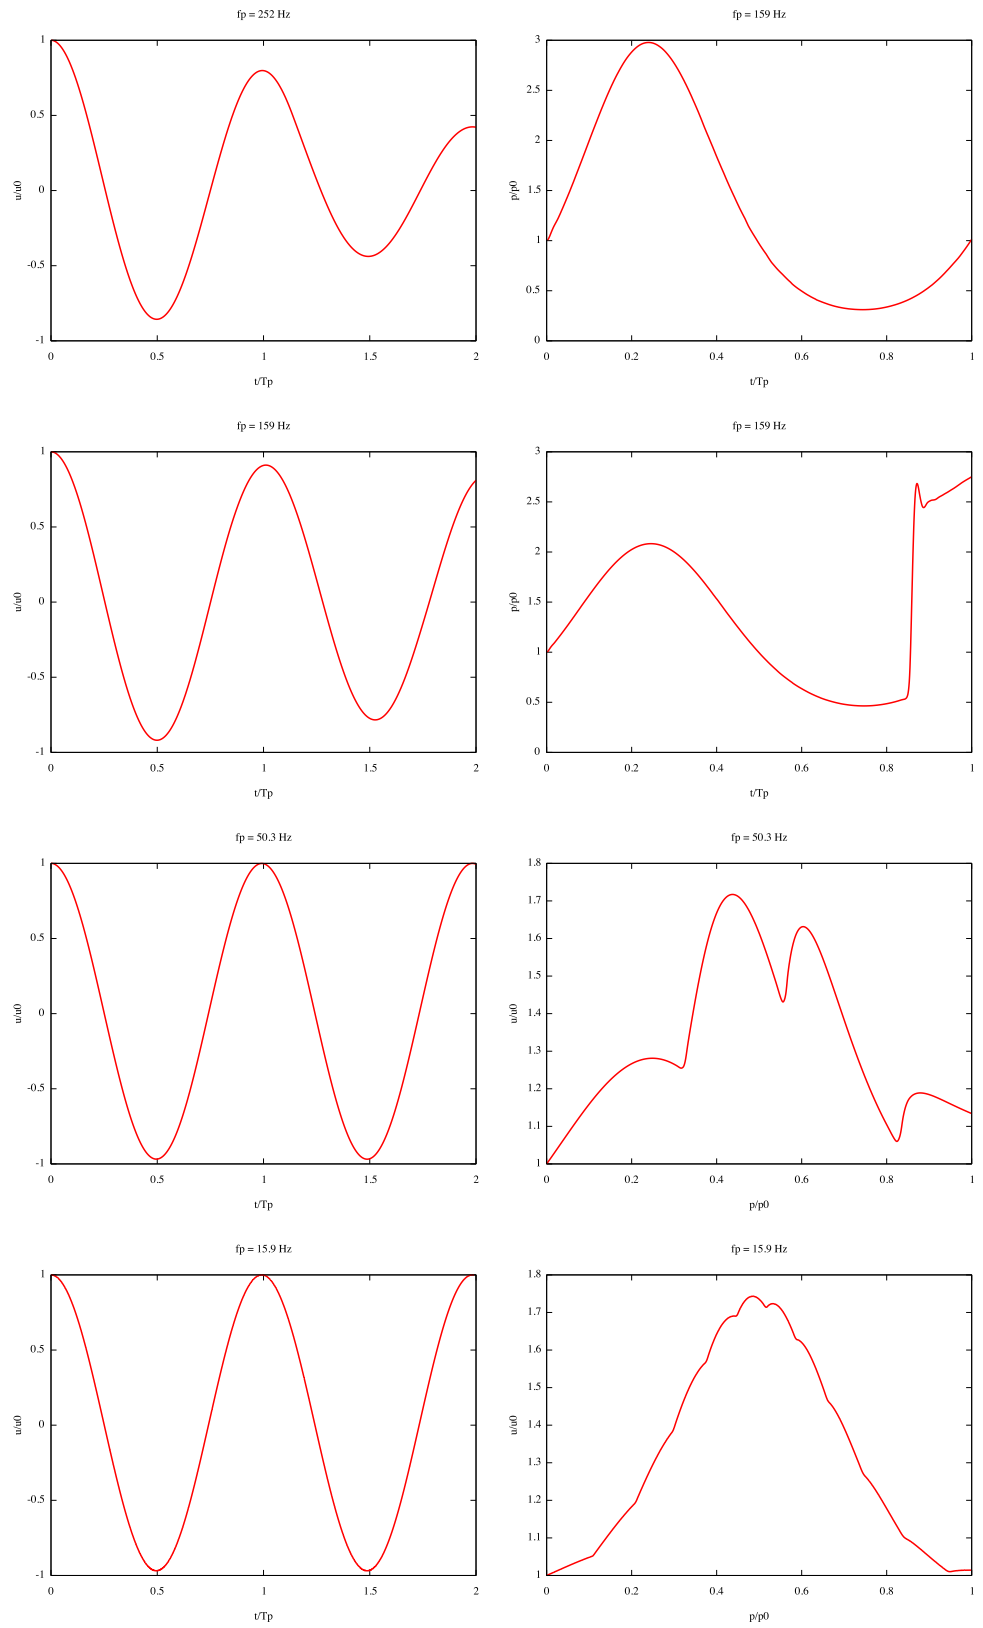 fp = 252 Hz
1
0.5
0
-0.5
-1
u/u0
0 0.5 1 1.5 2
t/Tp
fp = 159 Hz
3
2.5
2
1.5
1
0.5
0
p/p0
0 0.2 0.4 0.6 0.8 1
t/Tp
fp = 159 Hz
1
0.5
0
-0.5
-1
u/u0
0 0.5 1 1.5 2
t/Tp
fp = 159 Hz
3
2.5
2
1.5
1
0.5
0
p/p0
0 0.2 0.4 0.6 0.8 1
t/Tp
fp = 50.3 Hz
1
0.5
0
-0.5
-1
u/u0
0 0.5 1 1.5 2
t/Tp
fp = 50.3 Hz
1.8
1.7
1.6
1.5
1.4
1.3
1.2
1.1
1
u/u0
0 0.2 0.4 0.6 0.8 1
p/p0
fp = 15.9 Hz
1
0.5
0
-0.5
-1
u/u0
0 0.5 1 1.5 2
t/Tp
fp = 15.9 Hz
1.8
1.7
1.6
1.5
1.4
1.3
1.2
1.1
1
u/u0
0 0.2 0.4 0.6 0.8 1
p/p0